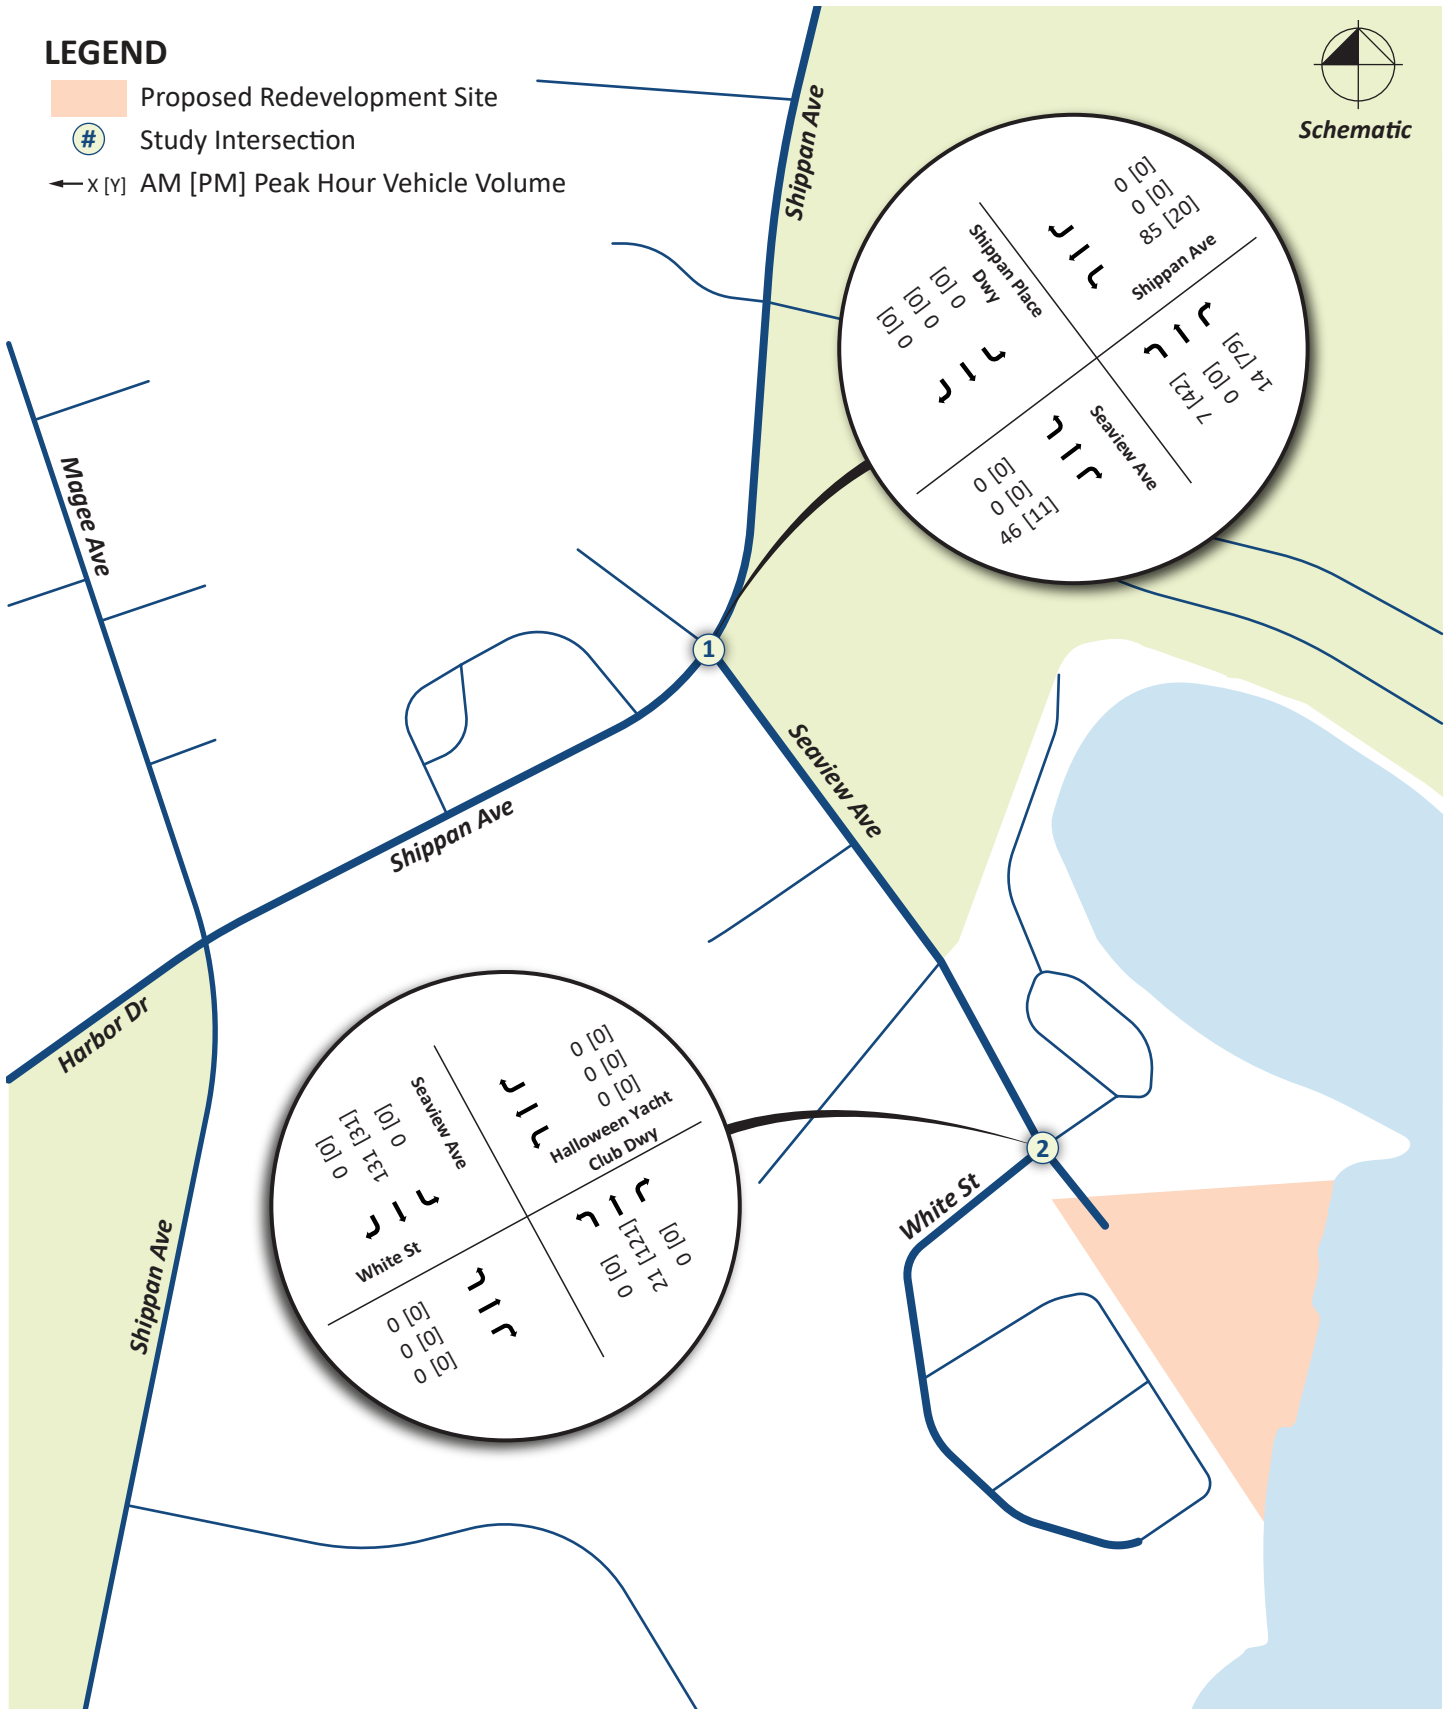 LEGEND
Proposed Redevelopment Site
# Study Intersection
X [Y] AM [PM] Peak Hour Vehicle Volume
Schematic
Shippan Ave
0 [0]
0 [0]
85 [20]
Shippan Ave
Shippan Place
Dwy
0 [0]
0 [0]
0 [0]
14 [79]
0 [0]
7 [42]
Seaview Ave
0 [0]
0 [0]
46 [11]
Magee Ave
1
Seaview Ave
Shippan Ave
Harbor Dr
Seaview Ave
0 [0]
131 [31]
0 [0]
0 [0]
0 [0]
0 [0]
Halloween Yacht
Club Dwy
White St
0 [0]
21 [121]
0 [0]
0 [0]
0 [0]
0 [0]
2
White St
Shippan Ave